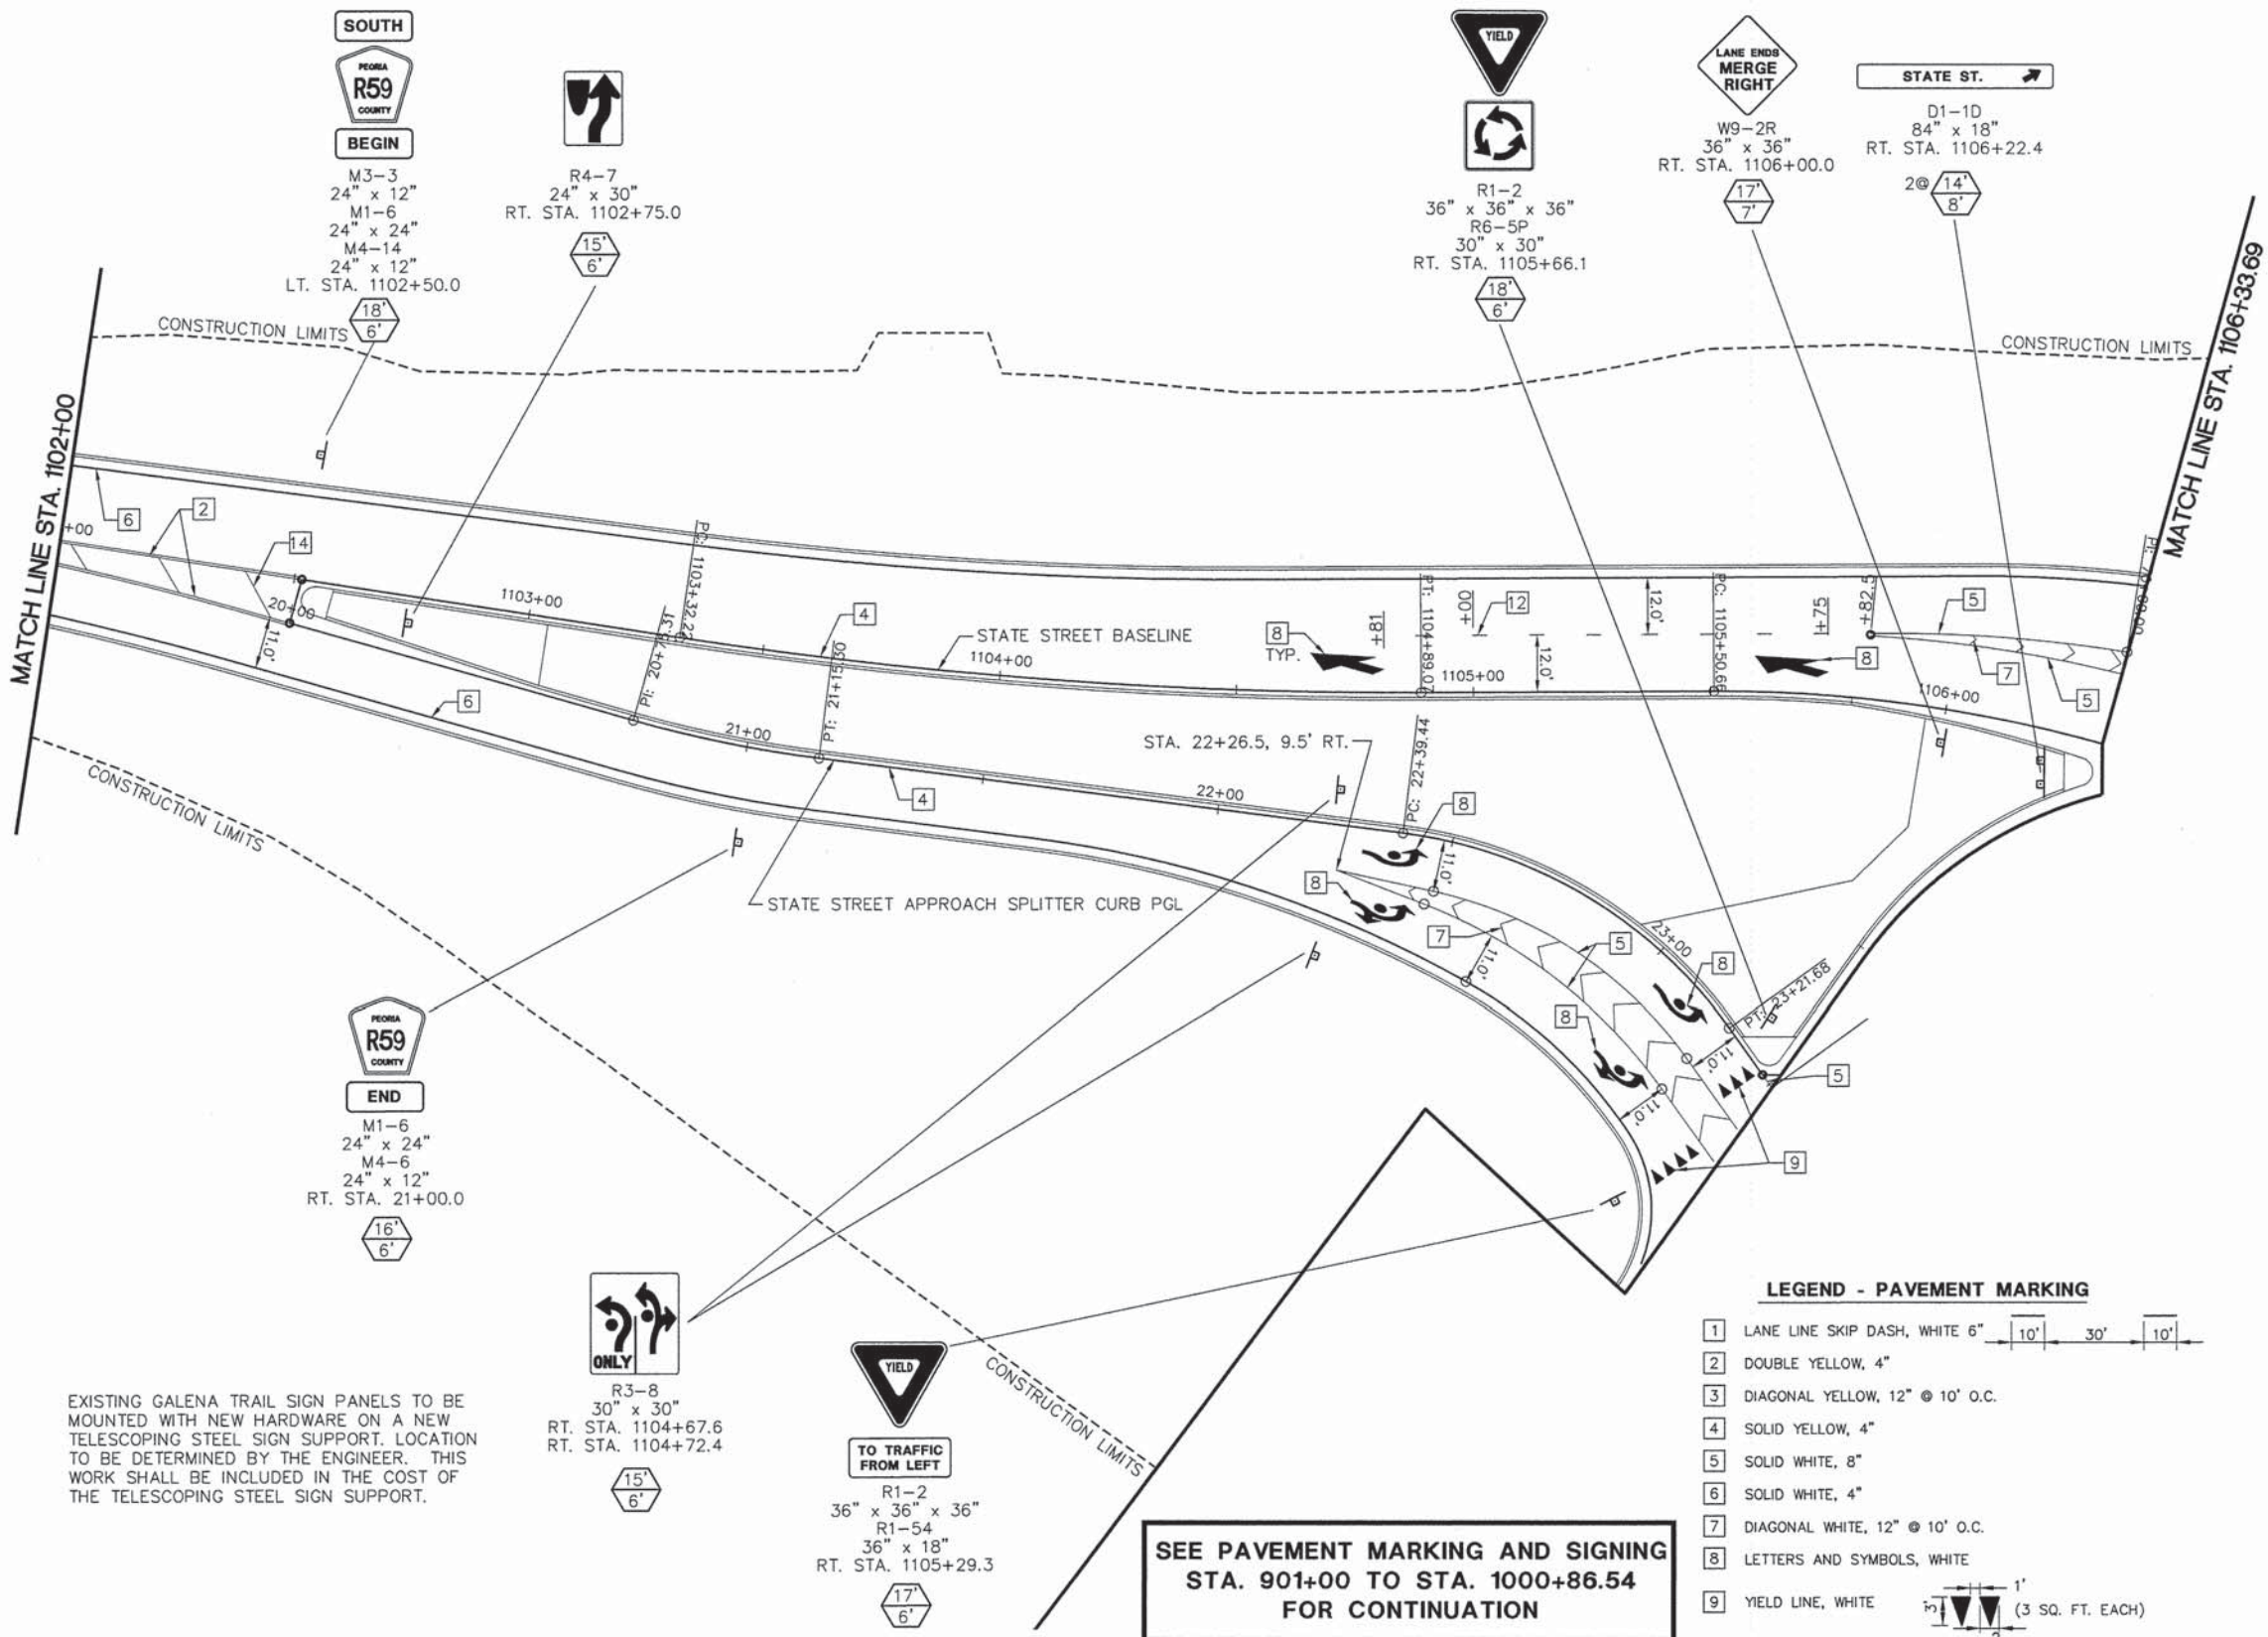 SOUTH
PEORIA
R59
COUNTY
BEGIN
M3-3
24" x 12"
M1-6
24" x 24"
M4-14
24" x 12"
LT. STA. 1102+50.0
18'
6'
R4-7
24" x 30"
RT. STA. 1102+75.0
15'
6'
YIELD
R1-2
36" x 36" x 36"
R6-5P
30" x 30"
RT. STA. 1105+66.1
18'
6'
LANE ENDS
MERGE
RIGHT
W9-2R
36" x 36"
RT. STA. 1106+00.0
17'
7'
STATE ST.
D1-1D
84" x 18"
RT. STA. 1106+22.4
2@ 14'
8'
CONSTRUCTION LIMITS
CONSTRUCTION LIMITS
MATCH LINE STA. 1102+00
MATCH LINE STA. 1106+33.69
+00
6
2
14
20+00
11.0'
1103+00
PC: 1103+32.23
PI: 20+75.31
4
PT: 21+15.30
STATE STREET BASELINE
1104+00
8
TYP.
+81
PT: 1104+89.07
+00
12
12.0'
1105+00
12.0'
PC: 1105+50.66
+75
+82.5
8
5
7
5
1106+00
6
21+00
4
22+00
STA. 22+26.5, 9.5' RT.
PC: 22+39.44
8
11.0'
8
STATE STREET APPROACH SPLITTER CURB PGL
7
11.0'
5
23+00
8
8
PT: 23+21.68
11.0'
11.0'
5
9
CONSTRUCTION LIMITS
PEORIA
R59
COUNTY
END
M1-6
24" x 24"
M4-6
24" x 12"
RT. STA. 21+00.0
16'
6'
ONLY
R3-8
30" x 30"
RT. STA. 1104+67.6
RT. STA. 1104+72.4
15'
6'
YIELD
TO TRAFFIC
FROM LEFT
R1-2
36" x 36" x 36"
R1-54
36" x 18"
RT. STA. 1105+29.3
17'
6'
CONSTRUCTION LIMITS
EXISTING GALENA TRAIL SIGN PANELS TO BE
MOUNTED WITH NEW HARDWARE ON A NEW
TELESCOPING STEEL SIGN SUPPORT. LOCATION
TO BE DETERMINED BY THE ENGINEER. THIS
WORK SHALL BE INCLUDED IN THE COST OF
THE TELESCOPING STEEL SIGN SUPPORT.
SEE PAVEMENT MARKING AND SIGNING
STA. 901+00 TO STA. 1000+86.54
FOR CONTINUATION
LEGEND - PAVEMENT MARKING
1 LANE LINE SKIP DASH, WHITE 6" 10' 30' 10'
2 DOUBLE YELLOW, 4"
3 DIAGONAL YELLOW, 12" @ 10' O.C.
4 SOLID YELLOW, 4"
5 SOLID WHITE, 8"
6 SOLID WHITE, 4"
7 DIAGONAL WHITE, 12" @ 10' O.C.
8 LETTERS AND SYMBOLS, WHITE
9 YIELD LINE, WHITE 3' 1' (3 SQ. FT. EACH)